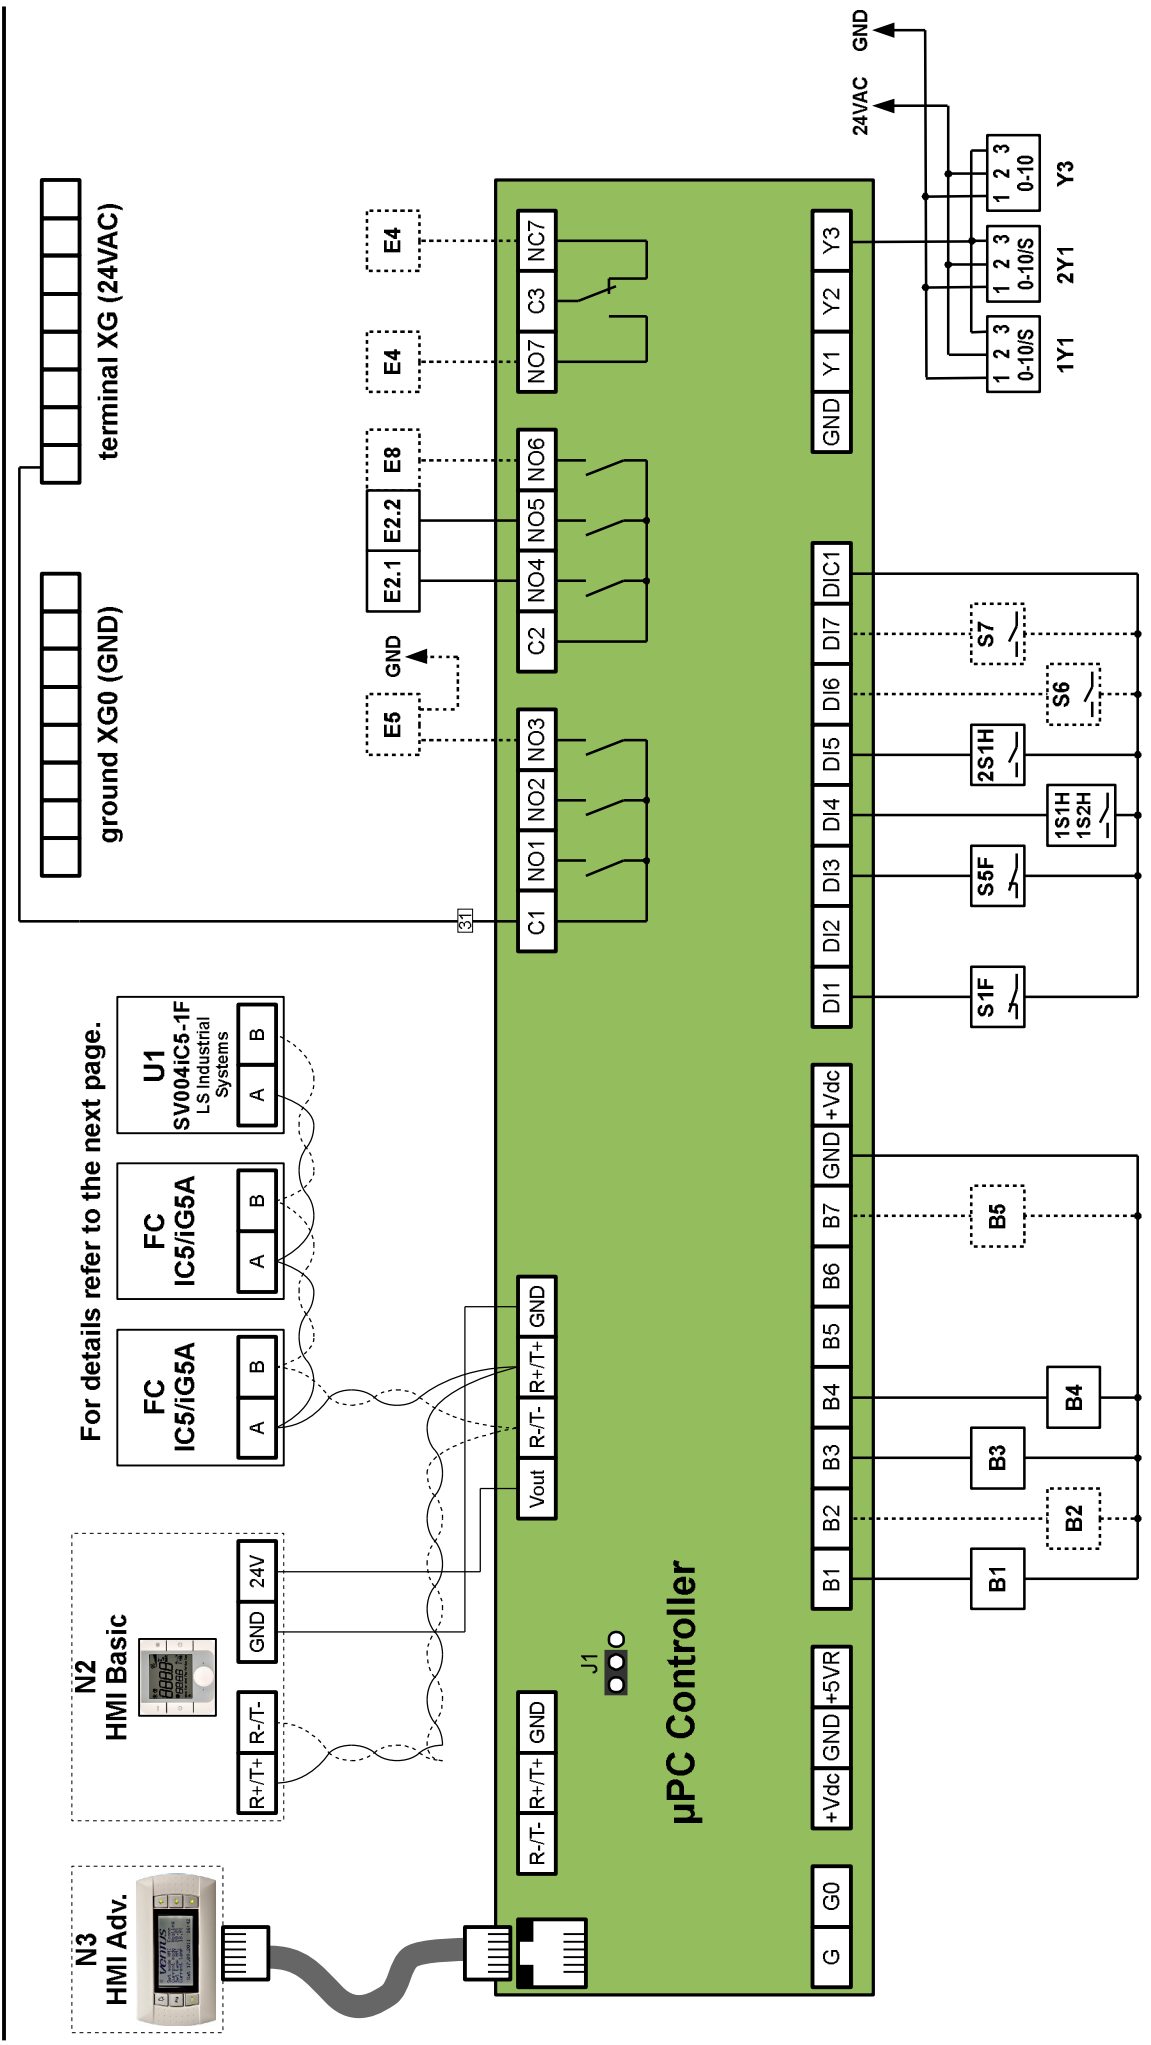 N3
HMI Adv.
ventus
N2
HMI Basic
R+/T+
R-/T-
GND
24V
For details refer to the next page.
FC
IC5/iG5A
A
B
FC
IC5/iG5A
A
B
U1
SV004iC5-1F
LS Industrial
Systems
A
B
ground XG0 (GND)
terminal XG (24VAC)
31
E5
GND
E2.1
E2.2
E8
E4
E4
R-/T-
R+/T+
GND
Vout
R-/T-
R+/T+
GND
C1
NO1
NO2
NO3
C2
NO4
NO5
NO6
NO7
C3
NC7
J1
µPC Controller
G
G0
+Vdc
GND
+5VR
B1
B2
B3
B4
B5
B6
B7
GND
+Vdc
DI1
DI2
DI3
DI4
DI5
DI6
DI7
DIC1
GND
Y1
Y2
Y3
24VAC
GND
B1
B3
B5
B2
B4
S1F
S5F
2S1H
S7
1S1H
1S2H
S6
1 2 3
0-10/S
1Y1
1 2 3
0-10/S
2Y1
1 2 3
0-10
Y3